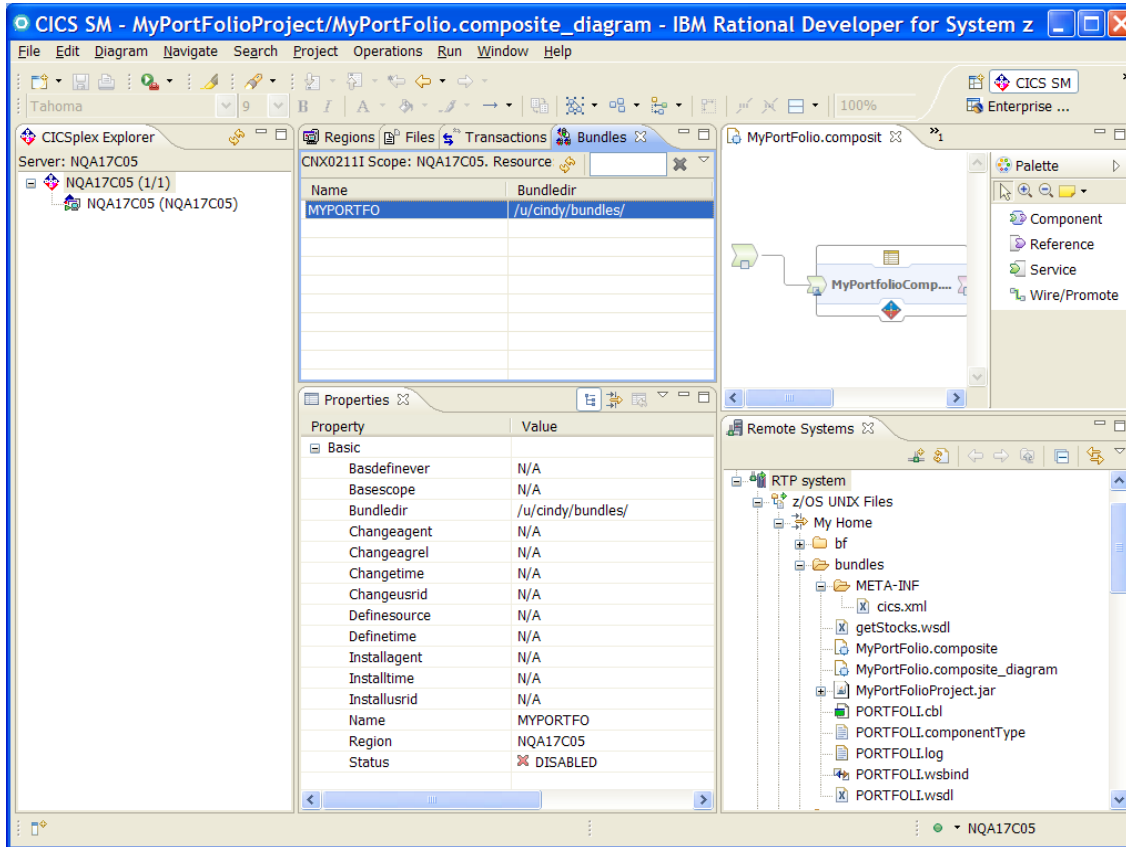 CICS SM - MyPortFolioProject/MyPortFolio.composite_diagram - IBM Rational Developer for System z
File Edit Diagram Navigate Search Project Operations Run Window Help
CICS SM
Tahoma 9 B I A 100% Enterprise ...
CICSplex Explorer
Server: NQA17C05
NQA17C05 (1/1)
NQA17C05 (NQA17C05)
Regions Files Transactions Bundles
CNX0211I Scope: NQA17C05. Resource
Name Bundledir
MYPORTFO /u/cindy/bundles/
Properties
Property Value
Basic
Basdefinever N/A
Basescope N/A
Bundledir /u/cindy/bundles/
Changeagent N/A
Changeagrel N/A
Changetime N/A
Changeusrid N/A
Definesource N/A
Definetime N/A
Installagent N/A
Installtime N/A
Installusrid N/A
Name MYPORTFO
Region NQA17C05
Status DISABLED
MyPortFolio.composit 1
Palette
Component
Reference
Service
Wire/Promote
MyPortfolioComp....
Remote Systems
RTP system
z/OS UNIX Files
My Home
bf
bundles
META-INF
cics.xml
getStocks.wsdl
MyPortFolio.composite
MyPortFolio.composite_diagram
MyPortFolioProject.jar
PORTFOLI.cbl
PORTFOLI.componentType
PORTFOLI.log
PORTFOLI.wsbind
PORTFOLI.wsdl
NQA17C05